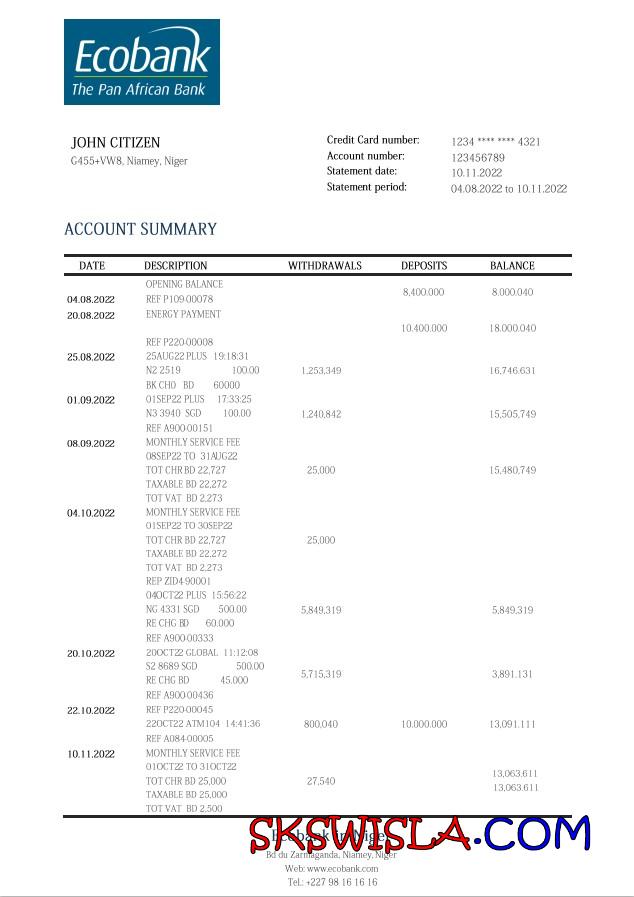 Ecobank
The Pan African Bank
JOHN CITIZEN
G455+VW8, Niamey, Niger
Credit Card number: 1234 **** **** 4321
Account number: 123456789
Statement date: 10.11.2022
Statement period: 04.08.2022 to 10.11.2022
ACCOUNT SUMMARY
DATE DESCRIPTION WITHDRAWALS DEPOSITS BALANCE
OPENING BALANCE
8,400.000 8.000.040
04.08.2022 REF P109-00078
20.08.2022 ENERGY PAYMENT
10.400.000 18.000.040
REF P220-00008
25.08.2022 25AUG22 PLUS 19:18:31
N2 2519 100.00 1,253,349 16,746.631
BK CHO BD 60000
01.09.2022 01SEP22 PLUS 17:33:25
N3 3940 SGD 100.00 1,240,842 15,505,749
REF A900-00151
08.09.2022 MONTHLY SERVICE FEE
08SEP22 TO 31AUG22
TOT CHR BD 22,727 25,000 15,480,749
TAXABLE BD 22,272
TOT VAT BD 2,273
04.10.2022 MONTHLY SERVICE FEE
01SEP22 TO 30SEP22
TOT CHR BD 22,727 25,000
TAXABLE BD 22,272
TOT VAT BD 2,273
REP ZID4-90001
04OCT22 PLUS 15:56:22
NG 4331 SGD 500.00 5,849,319 5,849,319
RE CHG BD 60.000
REF A900-00333
20.10.2022 20OCT22 GLOBAL 11:12:08
S2 8689 SGD 500.00
5,715,319 3,891.131
RE CHG BD 45.000
REF A900-00436
22.10.2022 REF P220-00045
22OCT22 ATM104 14:41:36 800,040 10.000.000 13,091.111
REF A084-00005
10.11.2022 MONTHLY SERVICE FEE
01OCT22 TO 31OCT22
13,063,611
TOT CHR BD 25,000 27,540
13,063.611
TAXABLE BD 25,000
TOT VAT BD 2,500
Ecobank in Niger
SKSWISLA.COM
Bd du Zarmaganda, Niamey, Niger
Web: www.ecobank.com
Tel.: +227 98 16 16 16